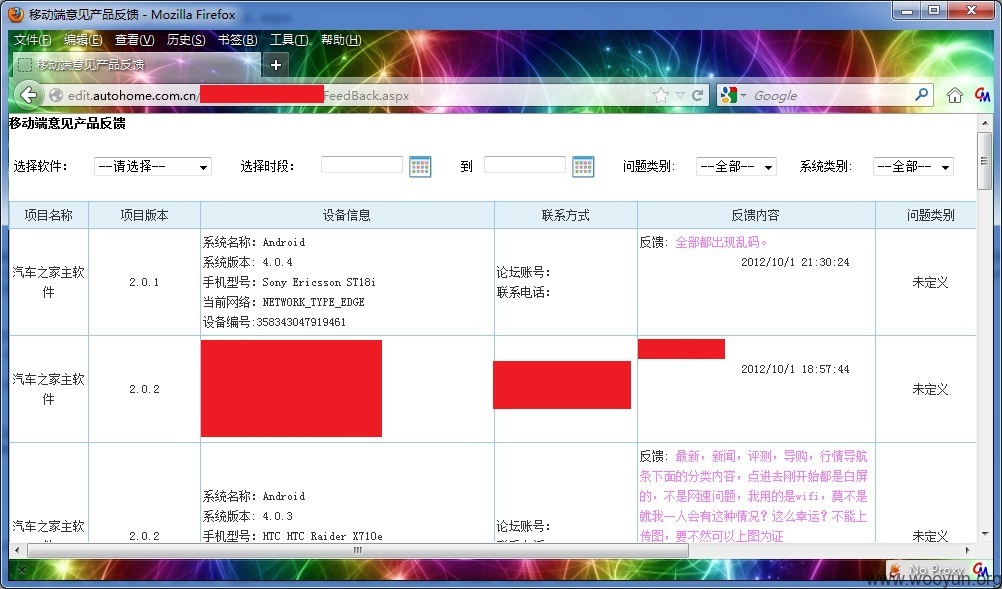 移动端意见产品反馈 - Mozilla Firefox
文件(F) 编辑(E) 查看(V) 历史(S) 书签(B) 工具(T) 帮助(H)
移动端意见产品反馈
edit.autohome.com.cn/ FeedBack.aspx Google
移动端意见产品反馈
选择软件: --请选择-- 选择时段: 到 问题类别: --全部-- 系统类别: --全部--
项目名称 项目版本 设备信息 联系方式 反馈内容 问题类别
汽车之家主软件
2.0.1
系统名称: Android
系统版本: 4.0.4
手机型号: Sony Ericsson ST18i
当前网络: NETWORK_TYPE_EDGE
设备编号:358343047919461
论坛账号:
联系电话:
反馈: 全部都出现乱码。
2012/10/1 21:30:24
未定义
汽车之家主软件
2.0.2
2012/10/1 18:57:44
未定义
汽车之家主软件
2.0.2
系统名称: Android
系统版本: 4.0.3
手机型号: HTC HTC Raider X710e
论坛账号:
反馈: 最新，新闻，评测，导购，行情导航
条下面的分类内容，点进去刚开始都是白屏
的，不是网速问题，我用的是wifi，莫不是
就我一人会有这种情况？这么幸运？不能上
传图，要不然可以上图为证
未定义
No Proxy
www.wooyun.org